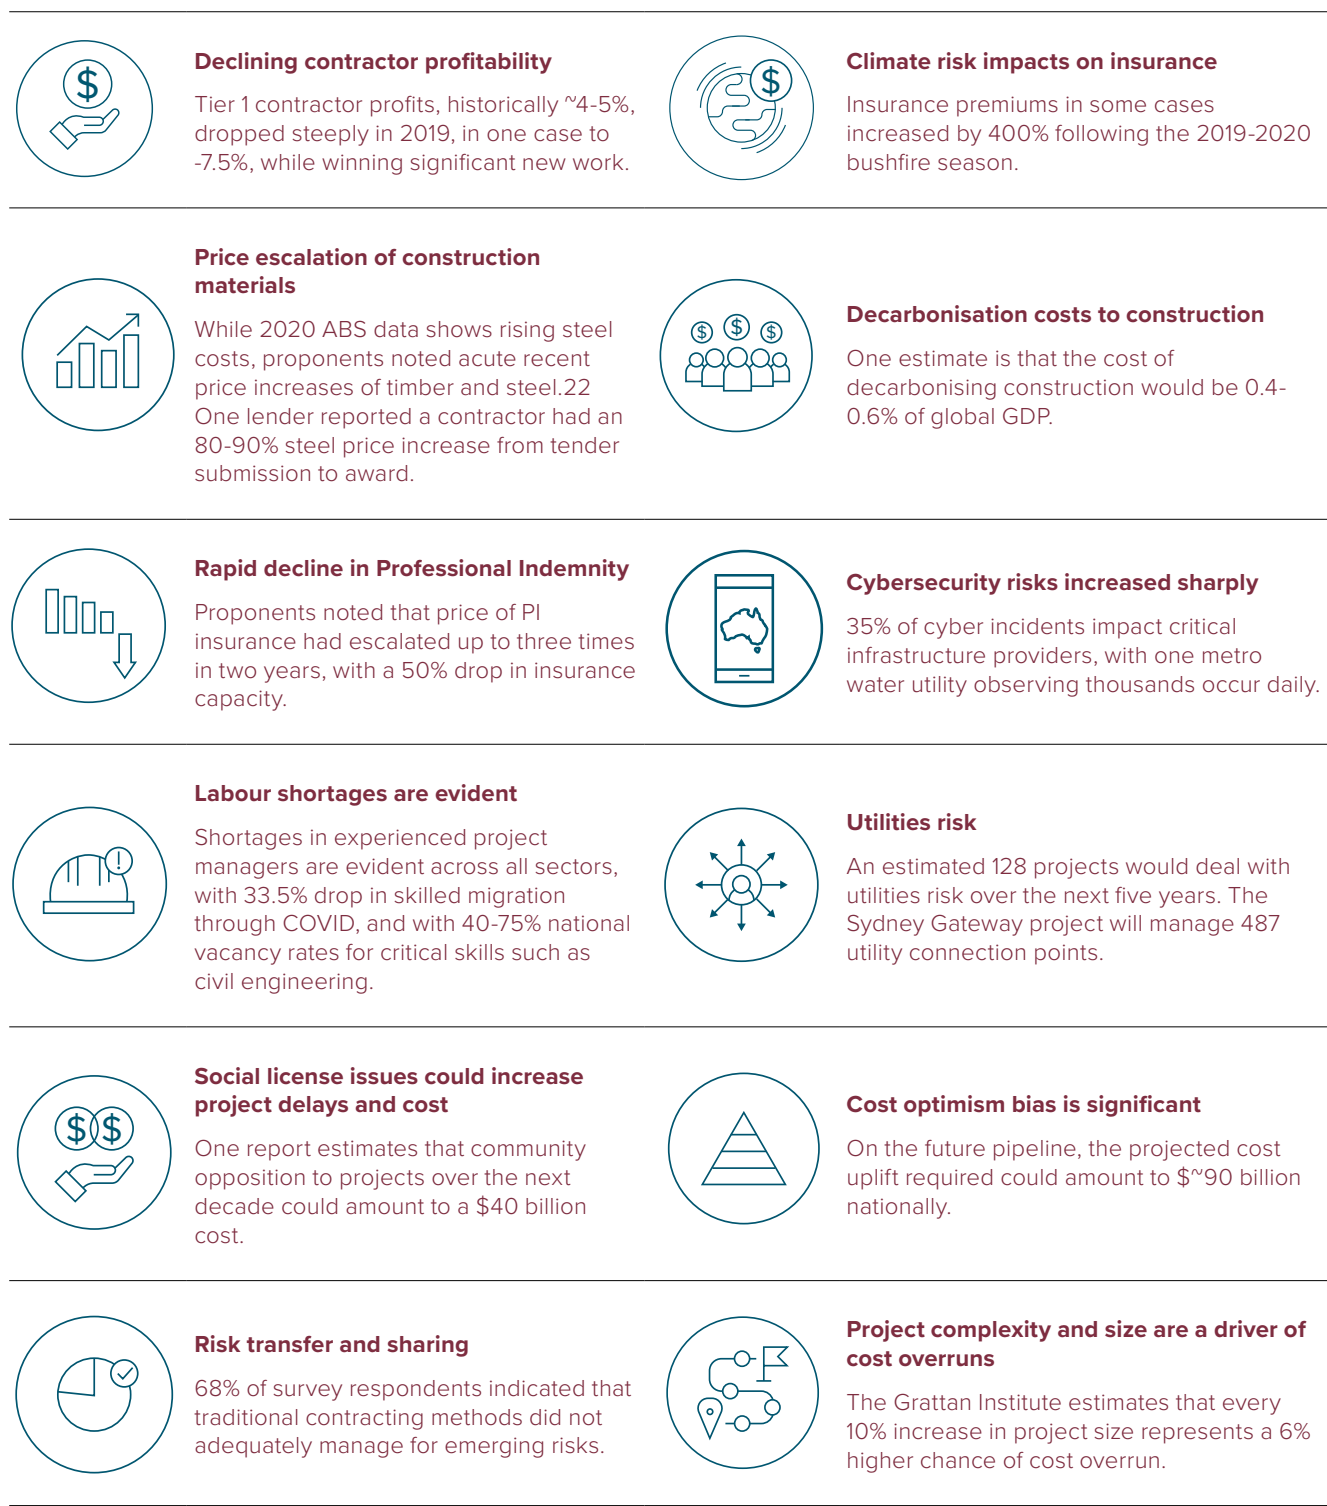 $
Declining contractor profitability
Tier 1 contractor profits, historically ~4-5%,
dropped steeply in 2019, in one case to
-7.5%, while winning significant new work.
$
Climate risk impacts on insurance
Insurance premiums in some cases
increased by 400% following the 2019-2020
bushfire season.
Price escalation of construction
materials
While 2020 ABS data shows rising steel
costs, proponents noted acute recent
price increases of timber and steel.22
One lender reported a contractor had an
80-90% steel price increase from tender
submission to award.
$ $ $
Decarbonisation costs to construction
One estimate is that the cost of
decarbonising construction would be 0.4-
0.6% of global GDP.
Rapid decline in Professional Indemnity
Proponents noted that price of PI
insurance had escalated up to three times
in two years, with a 50% drop in insurance
capacity.
Cybersecurity risks increased sharply
35% of cyber incidents impact critical
infrastructure providers, with one metro
water utility observing thousands occur daily.
!
Labour shortages are evident
Shortages in experienced project
managers are evident across all sectors,
with 33.5% drop in skilled migration
through COVID, and with 40-75% national
vacancy rates for critical skills such as
civil engineering.
Utilities risk
An estimated 128 projects would deal with
utilities risk over the next five years. The
Sydney Gateway project will manage 487
utility connection points.
$ $
Social license issues could increase
project delays and cost
One report estimates that community
opposition to projects over the next
decade could amount to a $40 billion
cost.
Cost optimism bias is significant
On the future pipeline, the projected cost
uplift required could amount to $~90 billion
nationally.
Risk transfer and sharing
68% of survey respondents indicated that
traditional contracting methods did not
adequately manage for emerging risks.
Project complexity and size are a driver of
cost overruns
The Grattan Institute estimates that every
10% increase in project size represents a 6%
higher chance of cost overrun.